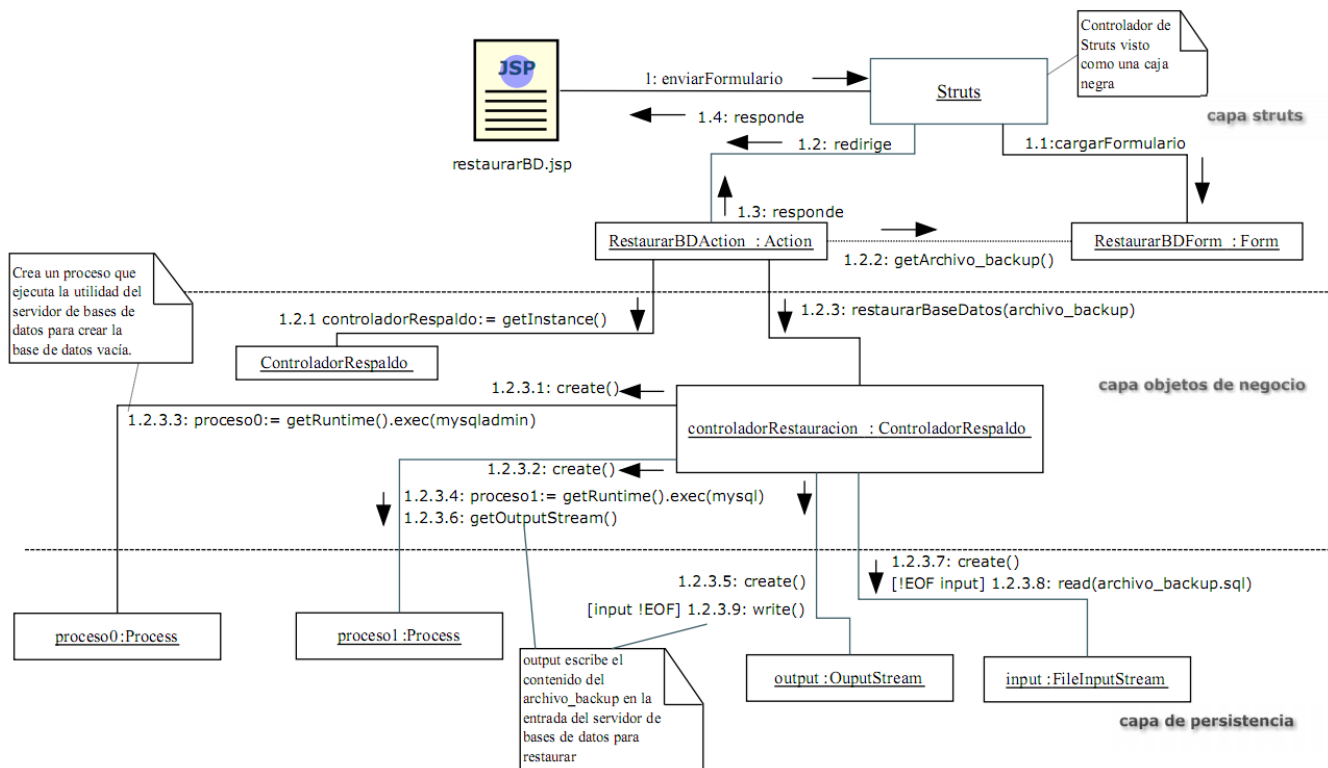 Controlador de
Struts visto
como una caja
negra
JSP
1: enviarFormulario
Struts
capa struts
1.4: responde
1.2: redirige
1.1:cargarFormulario
restaurarBD.jsp
1.3: responde
RestaurarBDAction : Action
RestaurarBDForm : Form
1.2.2: getArchivo_backup()
Crea un proceso que
ejecuta la utilidad del
servidor de bases de
datos para crear la
base de datos vacía.
1.2.1 controladorRespaldo:= getInstance()
1.2.3: restaurarBaseDatos(archivo_backup)
ControladorRespaldo
capa objetos de negocio
1.2.3.1: create()
1.2.3.3: proceso0:= getRuntime().exec(mysqladmin)
controladorRestauracion : ControladorRespaldo
1.2.3.2: create()
1.2.3.4: proceso1:= getRuntime().exec(mysql)
1.2.3.6: getOutputStream()
1.2.3.7: create()
1.2.3.5: create()
[!EOF input] 1.2.3.8: read(archivo_backup.sql)
[input !EOF] 1.2.3.9: write()
proceso0:Process
proceso1:Process
output escribe el
contenido del
archivo_backup en la
entrada del servidor de
bases de datos para
restaurar
output :OuputStream
input :FileInputStream
capa de persistencia